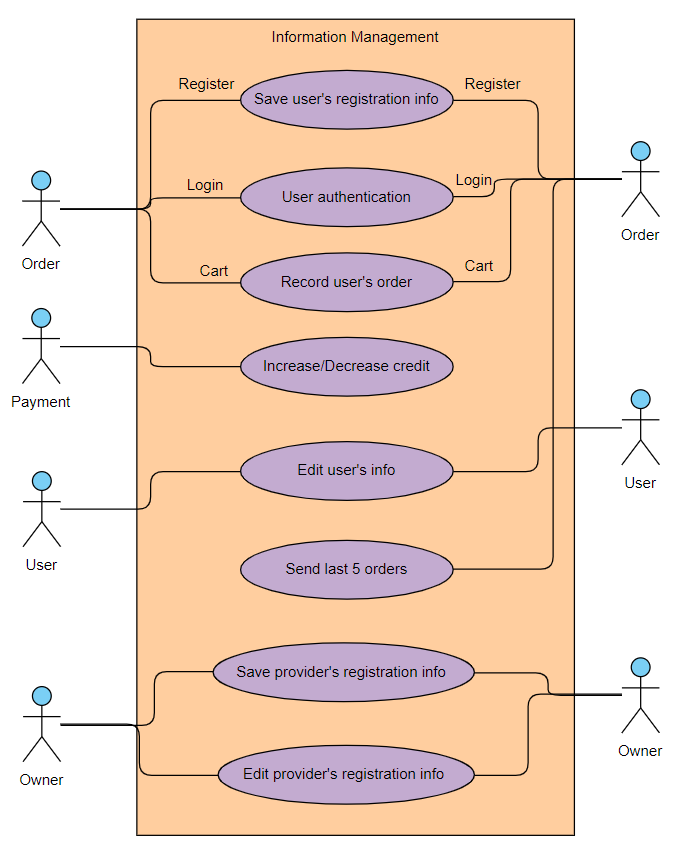 Information Management
Register
Save user's registration info
Register
Login
User authentication
Login
Order
Order
Cart
Record user's order
Cart
Increase/Decrease credit
Payment
Edit user's info
User
User
Send last 5 orders
Save provider's registration info
Owner
Edit provider's registration info
Owner